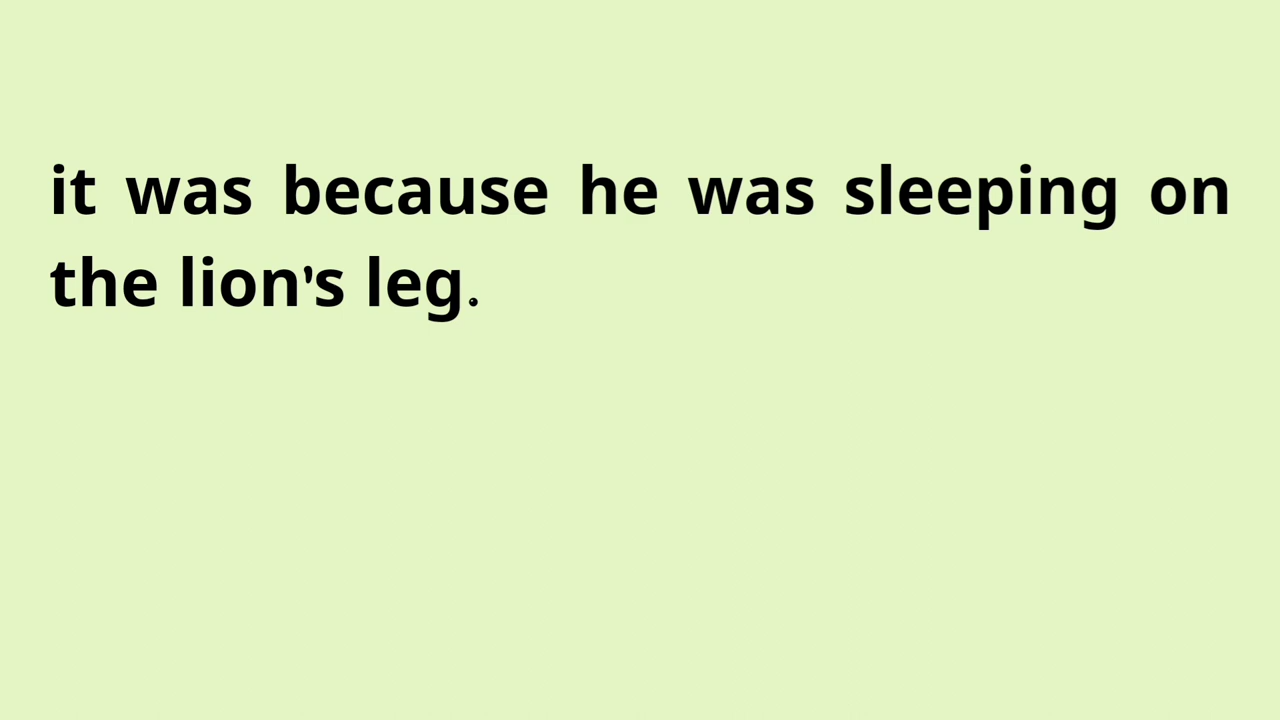 it was because he was sleeping on
the lion's leg.